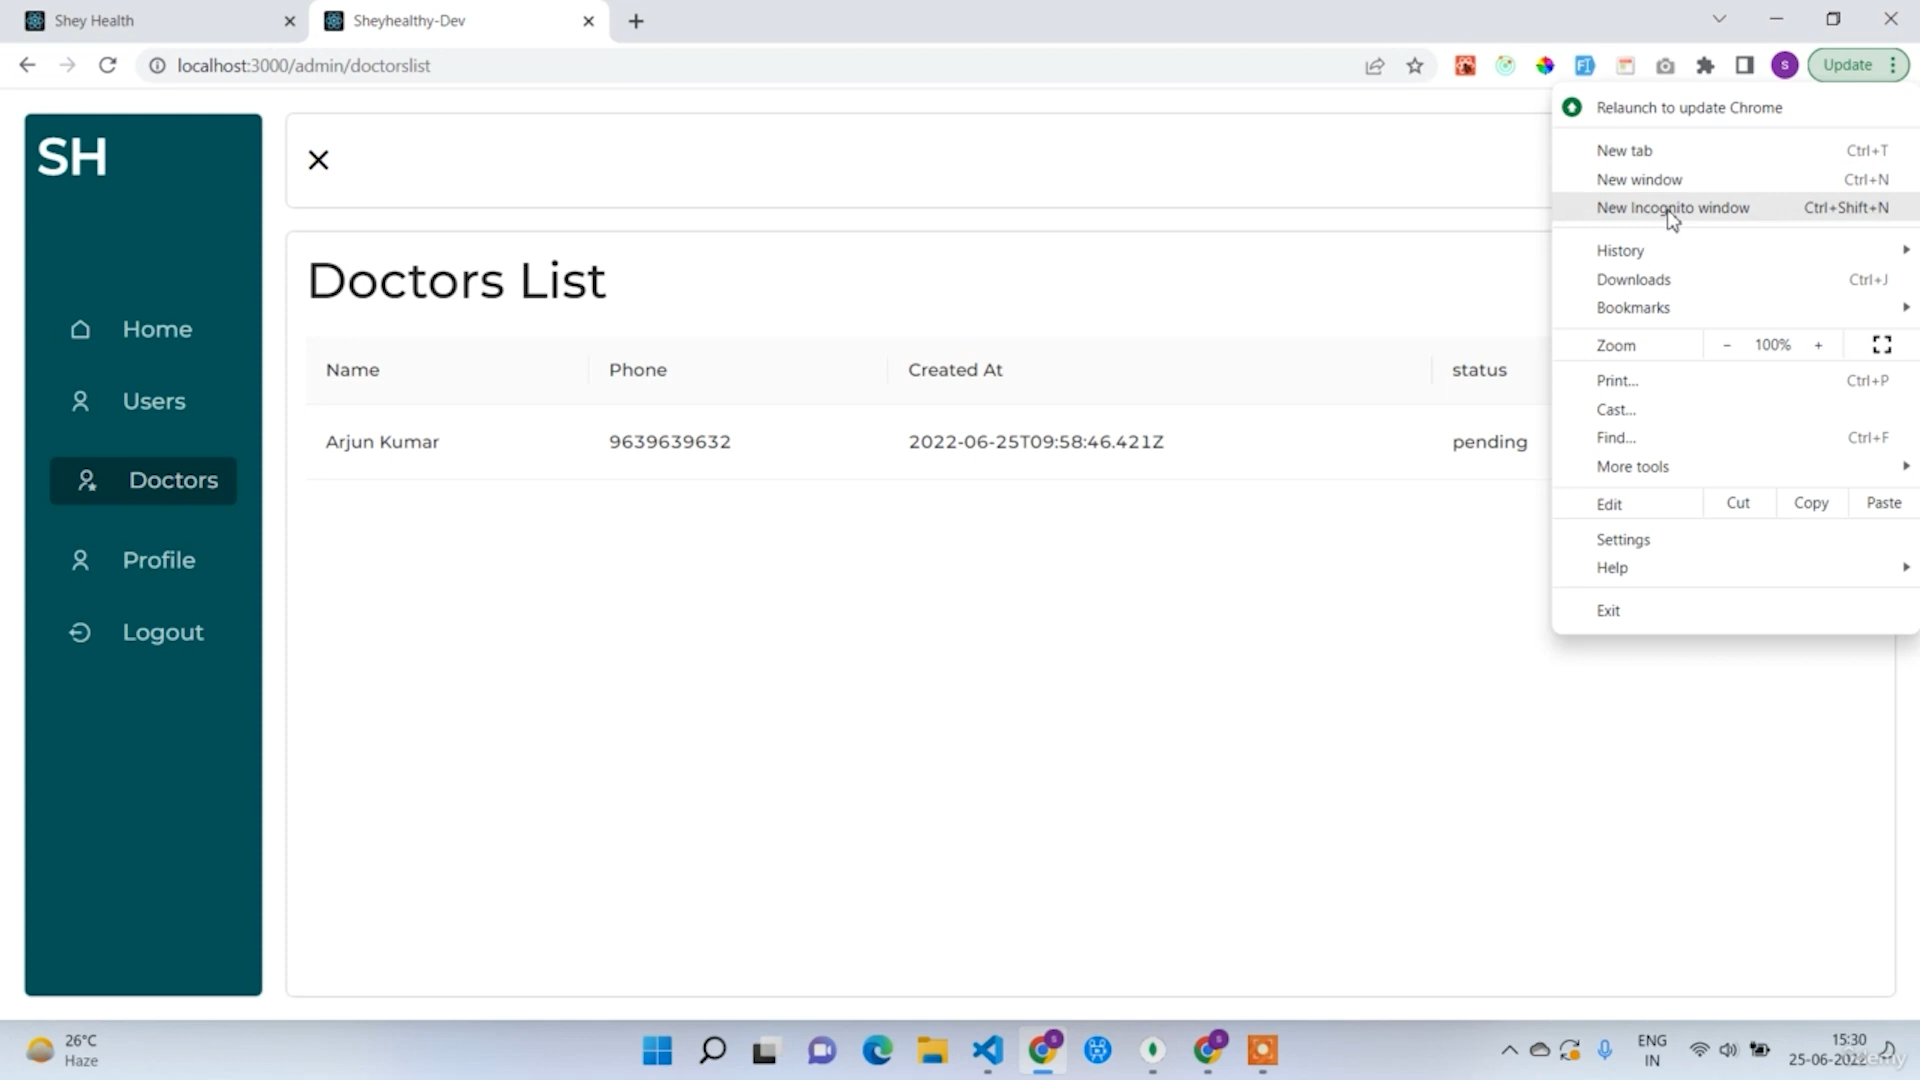 Shey Health
Sheyhealthy-Dev
localhost:3000/admin/doctorslist
S
Update
SH
Home
Users
Doctors
Profile
Logout
Doctors List
Name Phone Created At status
Arjun Kumar 9639639632 2022-06-25T09:58:46.421Z pending
Relaunch to update Chrome
New tab Ctrl+T
New window Ctrl+N
New Incognito window Ctrl+Shift+N
History
Downloads Ctrl+J
Bookmarks
Zoom - 100% +
Print... Ctrl+P
Cast...
Find... Ctrl+F
More tools
Edit Cut Copy Paste
Settings
Help
Exit
26°C
Haze
ENG
IN
15:30
25-06-2022